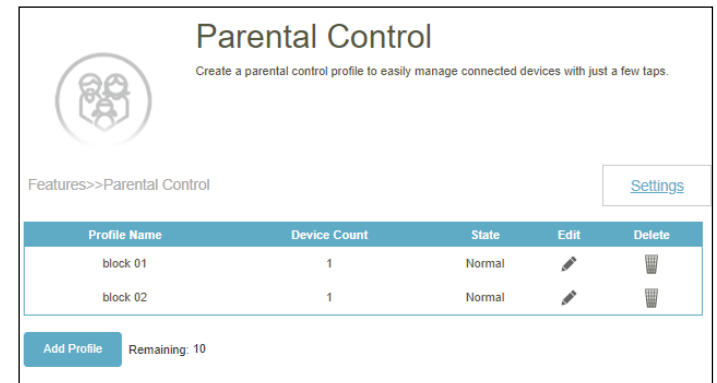 Parental Control
Create a parental control profile to easily manage connected devices with just a few taps.
Features>>Parental Control
Settings
Profile Name Device Count State Edit Delete
block 01 1 Normal
block 02 1 Normal
Add Profile Remaining: 10